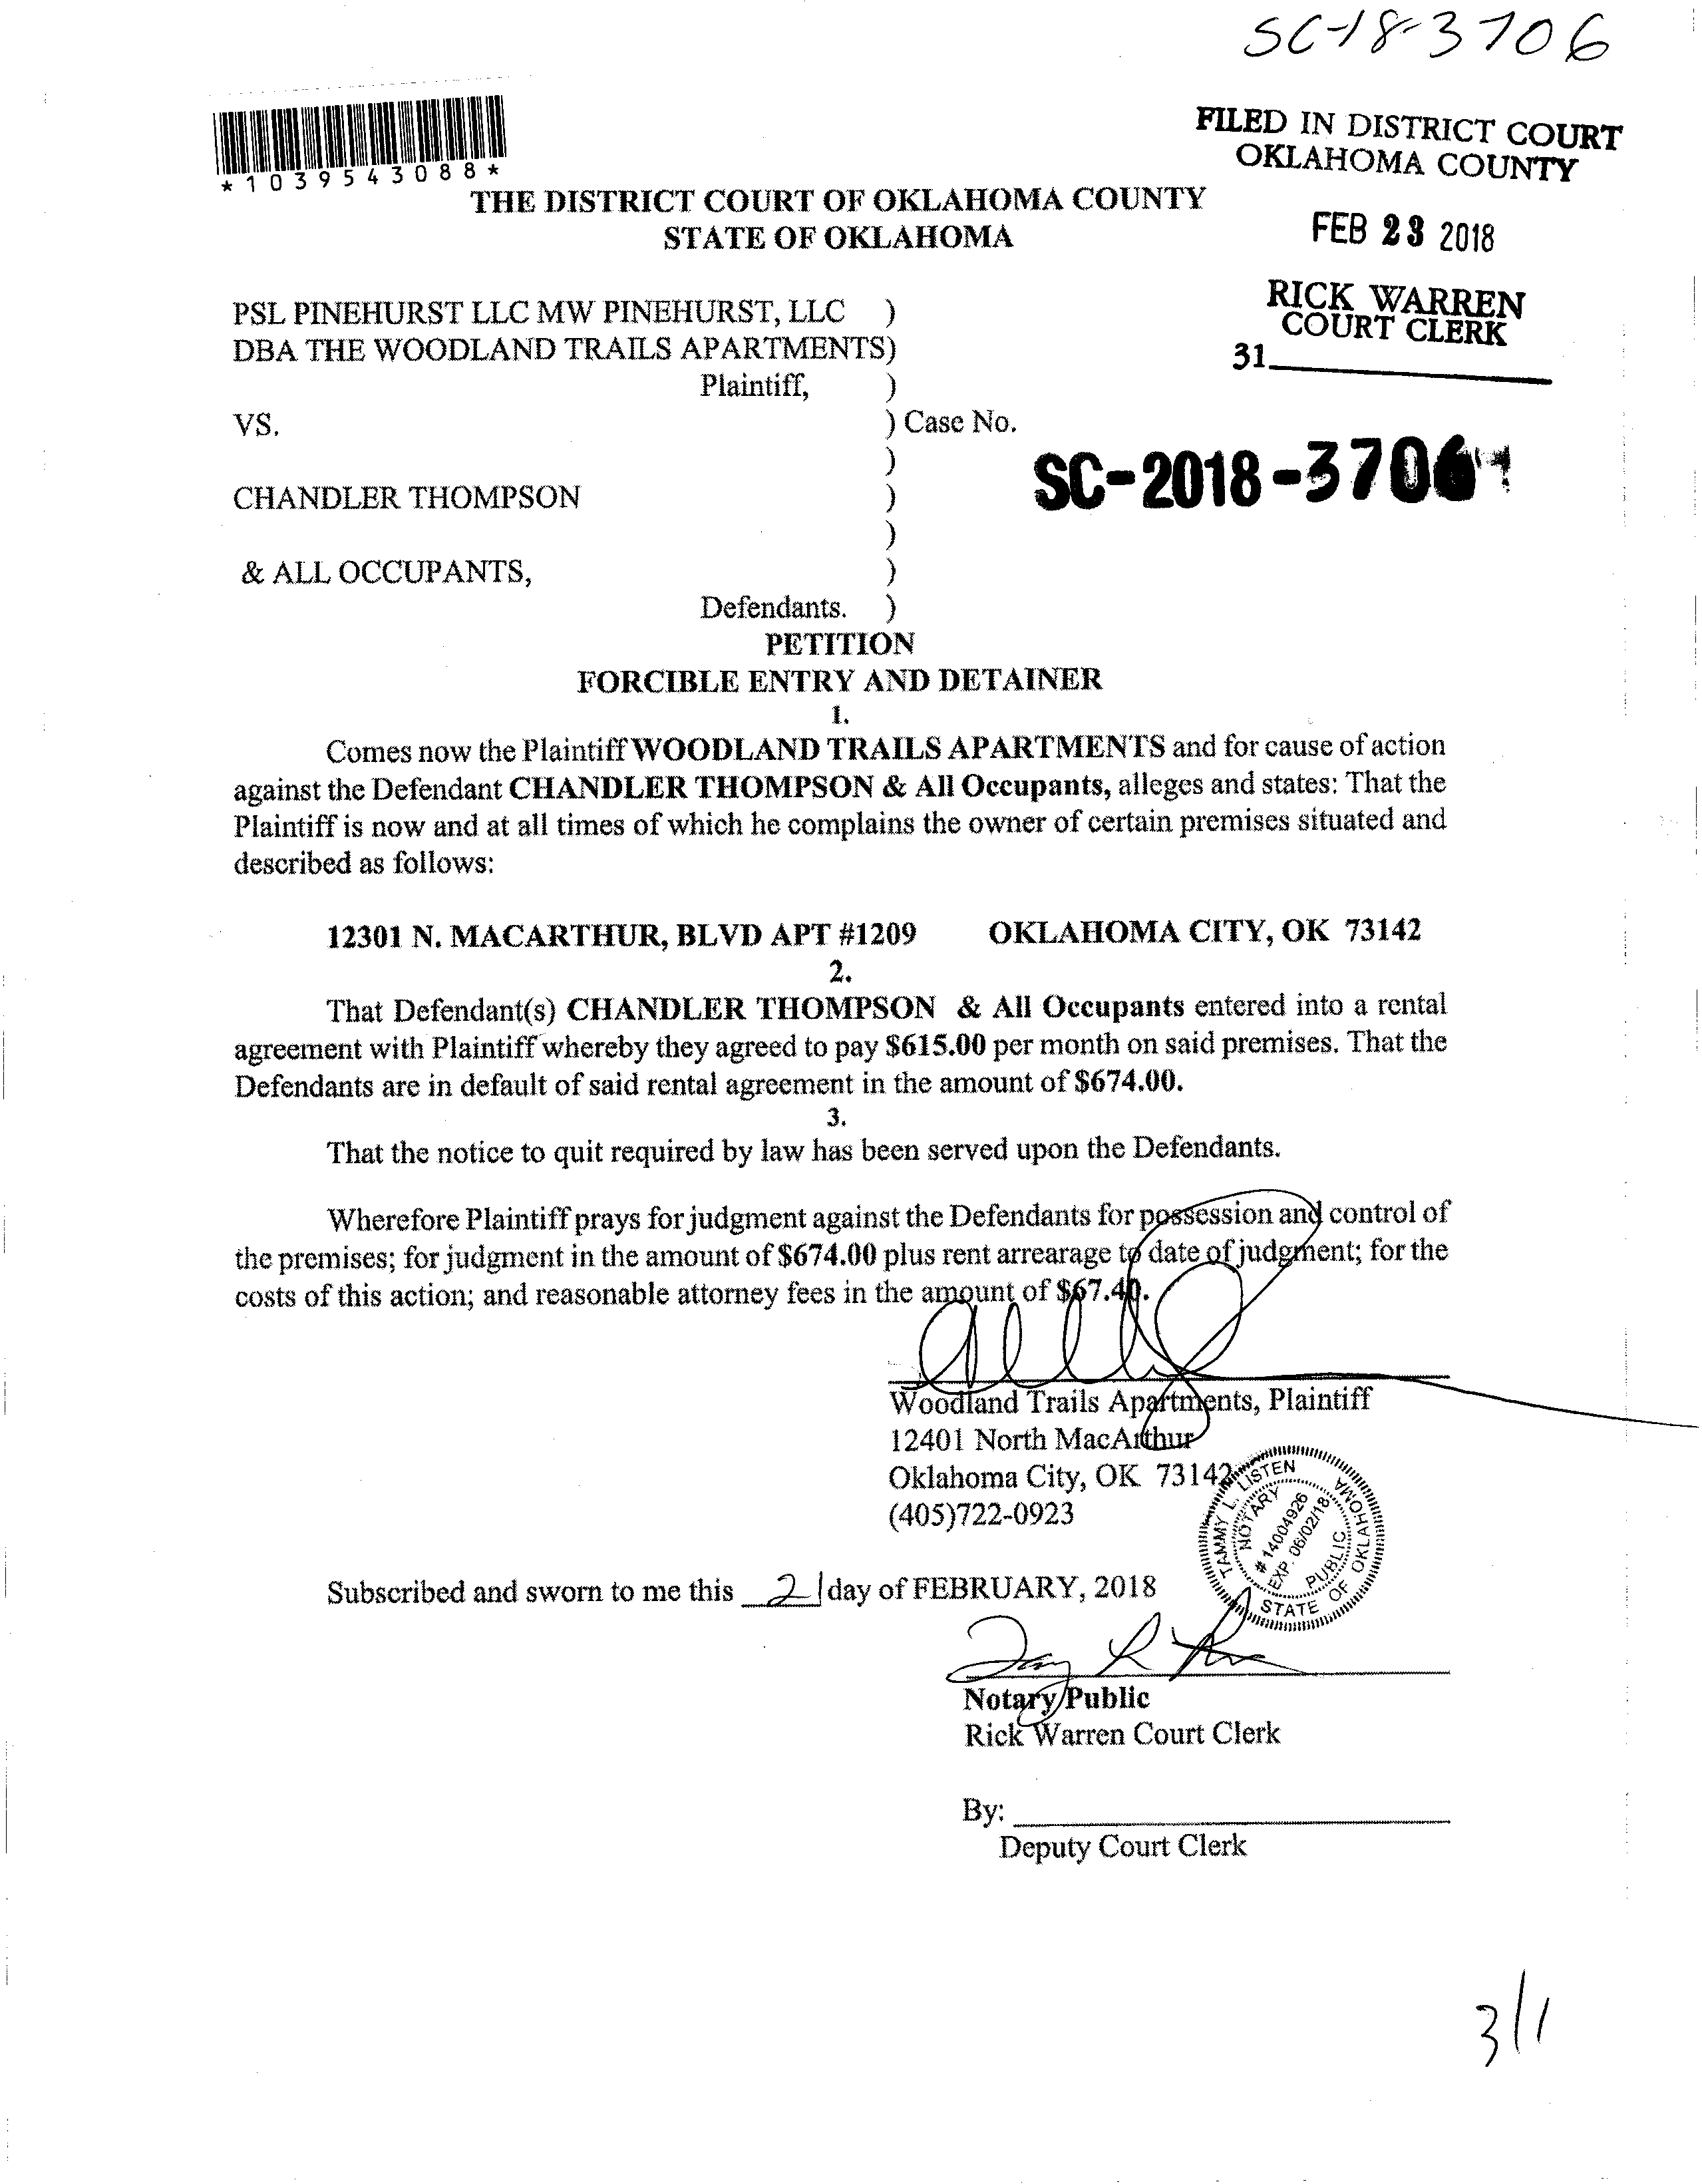 SC-18-3706
*1039543088*
FILED IN DISTRICT COURT
OKLAHOMA COUNTY
THE DISTRICT COURT OF OKLAHOMA COUNTY
STATE OF OKLAHOMA
FEB 23 2018
RICK WARREN
COURT CLERK
31
PSL PINEHURST LLC MW PINEHURST, LLC )
DBA THE WOODLAND TRAILS APARTMENTS)
Plaintiff, )
VS. ) Case No.
)
SC-2018-3706
CHANDLER THOMPSON )
)
& ALL OCCUPANTS, )
Defendants. )
PETITION
FORCIBLE ENTRY AND DETAINER
1.
Comes now the Plaintiff WOODLAND TRAILS APARTMENTS and for cause of action
against the Defendant CHANDLER THOMPSON & All Occupants, alleges and states: That the
Plaintiff is now and at all times of which he complains the owner of certain premises situated and
described as follows:
12301 N. MACARTHUR, BLVD APT #1209 OKLAHOMA CITY, OK 73142
2.
That Defendant(s) CHANDLER THOMPSON & All Occupants entered into a rental
agreement with Plaintiff whereby they agreed to pay $615.00 per month on said premises. That the
Defendants are in default of said rental agreement in the amount of $674.00.
3.
That the notice to quit required by law has been served upon the Defendants.
Wherefore Plaintiff prays for judgment against the Defendants for possession and control of
the premises; for judgment in the amount of $674.00 plus rent arrearage to date of judgment; for the
costs of this action; and reasonable attorney fees in the amount of $67.40.
Woodland Trails Apartments, Plaintiff
12401 North MacArthur
Oklahoma City, OK 73142
(405)722-0923
TAMMY L. LISTEN
NOTARY
# 14004926
EXP. 06/02/18
PUBLIC
STATE OF OKLAHOMA
Subscribed and sworn to me this 21 day of FEBRUARY, 2018
Notary Public
Rick Warren Court Clerk
By:
Deputy Court Clerk
3/1